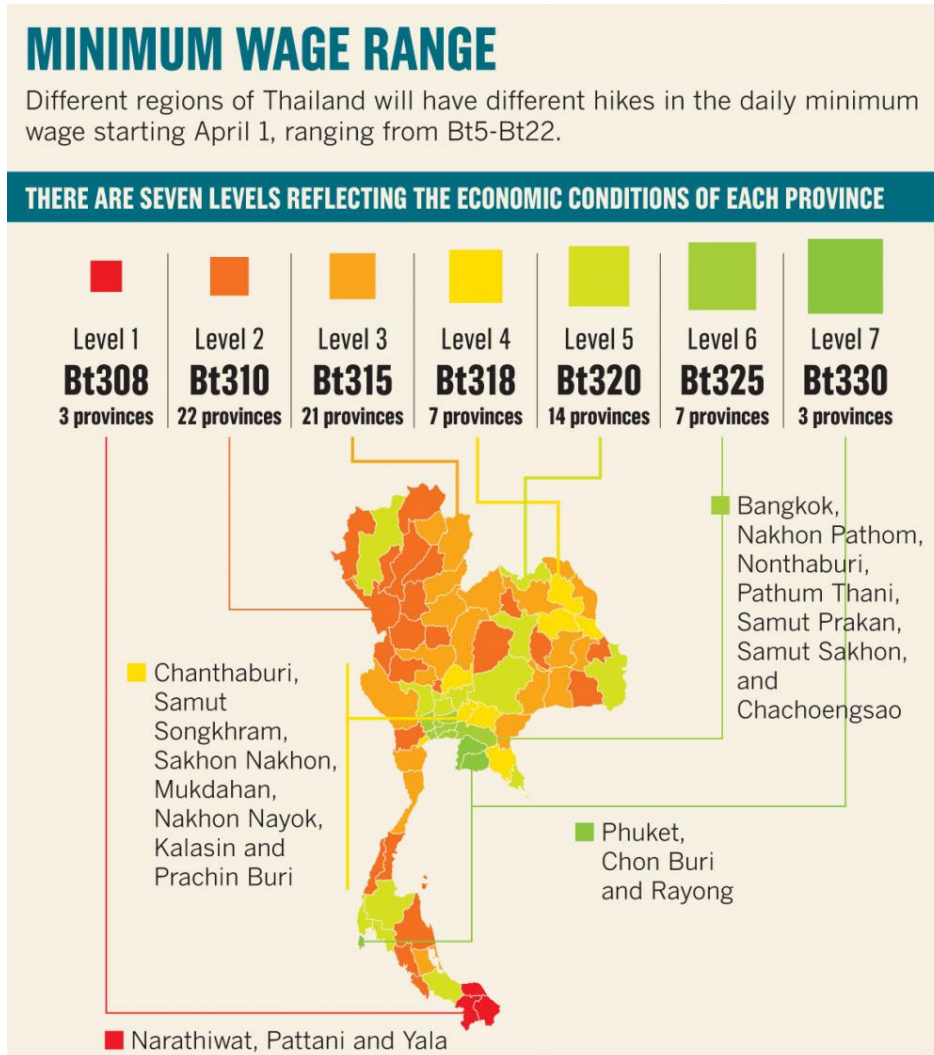 MINIMUM WAGE RANGE
Different regions of Thailand will have different hikes in the daily minimum
wage starting April 1, ranging from Bt5-Bt22.
THERE ARE SEVEN LEVELS REFLECTING THE ECONOMIC CONDITIONS OF EACH PROVINCE
Level 1
Bt308
3 provinces
Level 2
Bt310
22 provinces
Level 3
Bt315
21 provinces
Level 4
Bt318
7 provinces
Level 5
Bt320
14 provinces
Level 6
Bt325
7 provinces
Level 7
Bt330
3 provinces
Bangkok,
Nakhon Pathom,
Nonthaburi,
Pathum Thani,
Samut Prakan,
Samut Sakhon,
and
Chachoengsao
Chanthaburi,
Samut
Songkhram,
Sakhon Nakhon,
Mukdahan,
Nakhon Nayok,
Kalasin and
Prachin Buri
Phuket,
Chon Buri
and Rayong
Narathiwat, Pattani and Yala